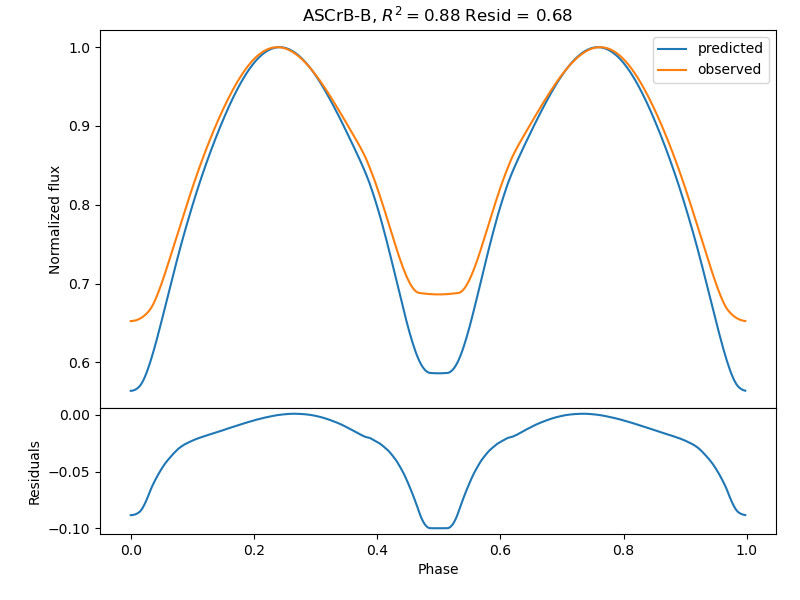 ASCrB-B, R² = 0.88 Resid = 0.68
predicted
observed
1.0
0.9
0.8
0.7
0.6
Normalized flux
0.00
−0.05
−0.10
Residuals
0.0 0.2 0.4 0.6 0.8 1.0
Phase